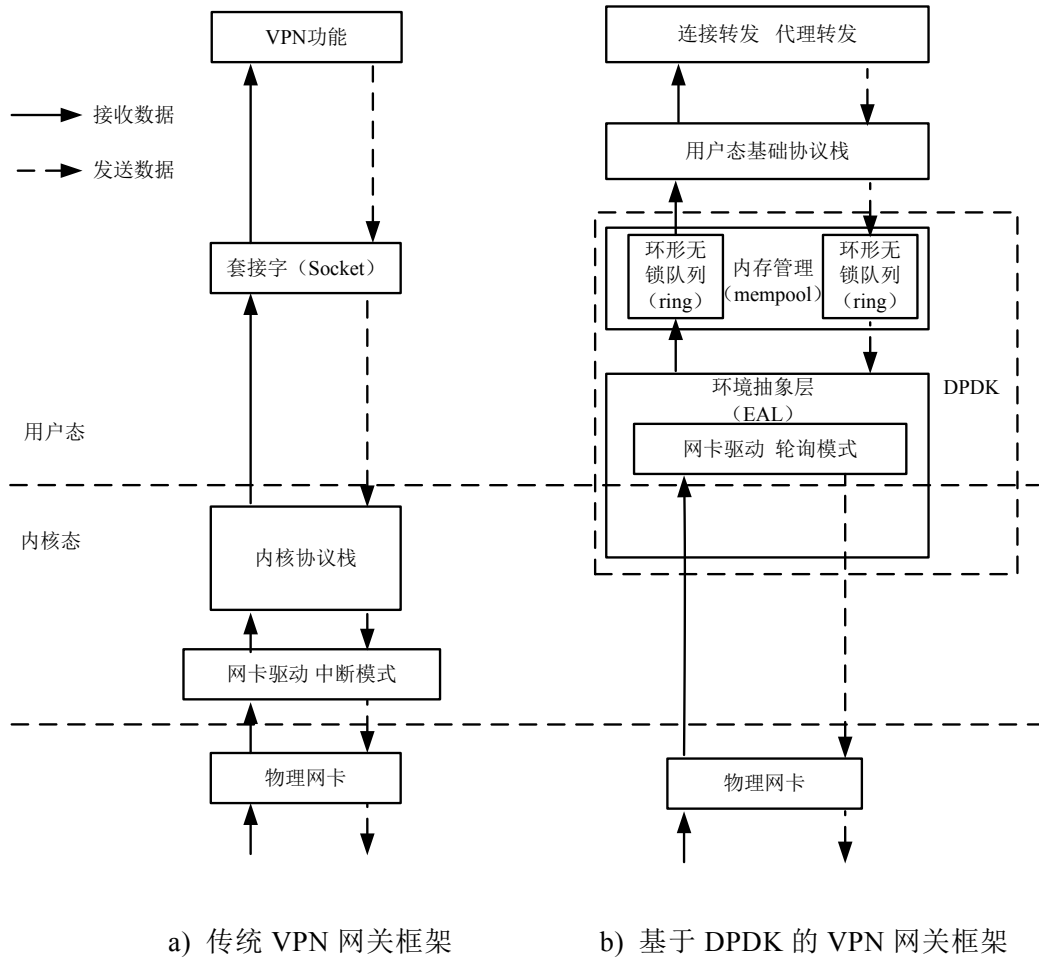 VPN功能
接收数据
发送数据
套接字（Socket）
用户态
内核态
内核协议栈
网卡驱动 中断模式
物理网卡
a) 传统 VPN 网关框架
连接转发 代理转发
用户态基础协议栈
环形无
锁队列
（ring）
内存管理
（mempool）
环形无
锁队列
（ring）
环境抽象层
（EAL）
DPDK
网卡驱动 轮询模式
物理网卡
b) 基于 DPDK 的 VPN 网关框架